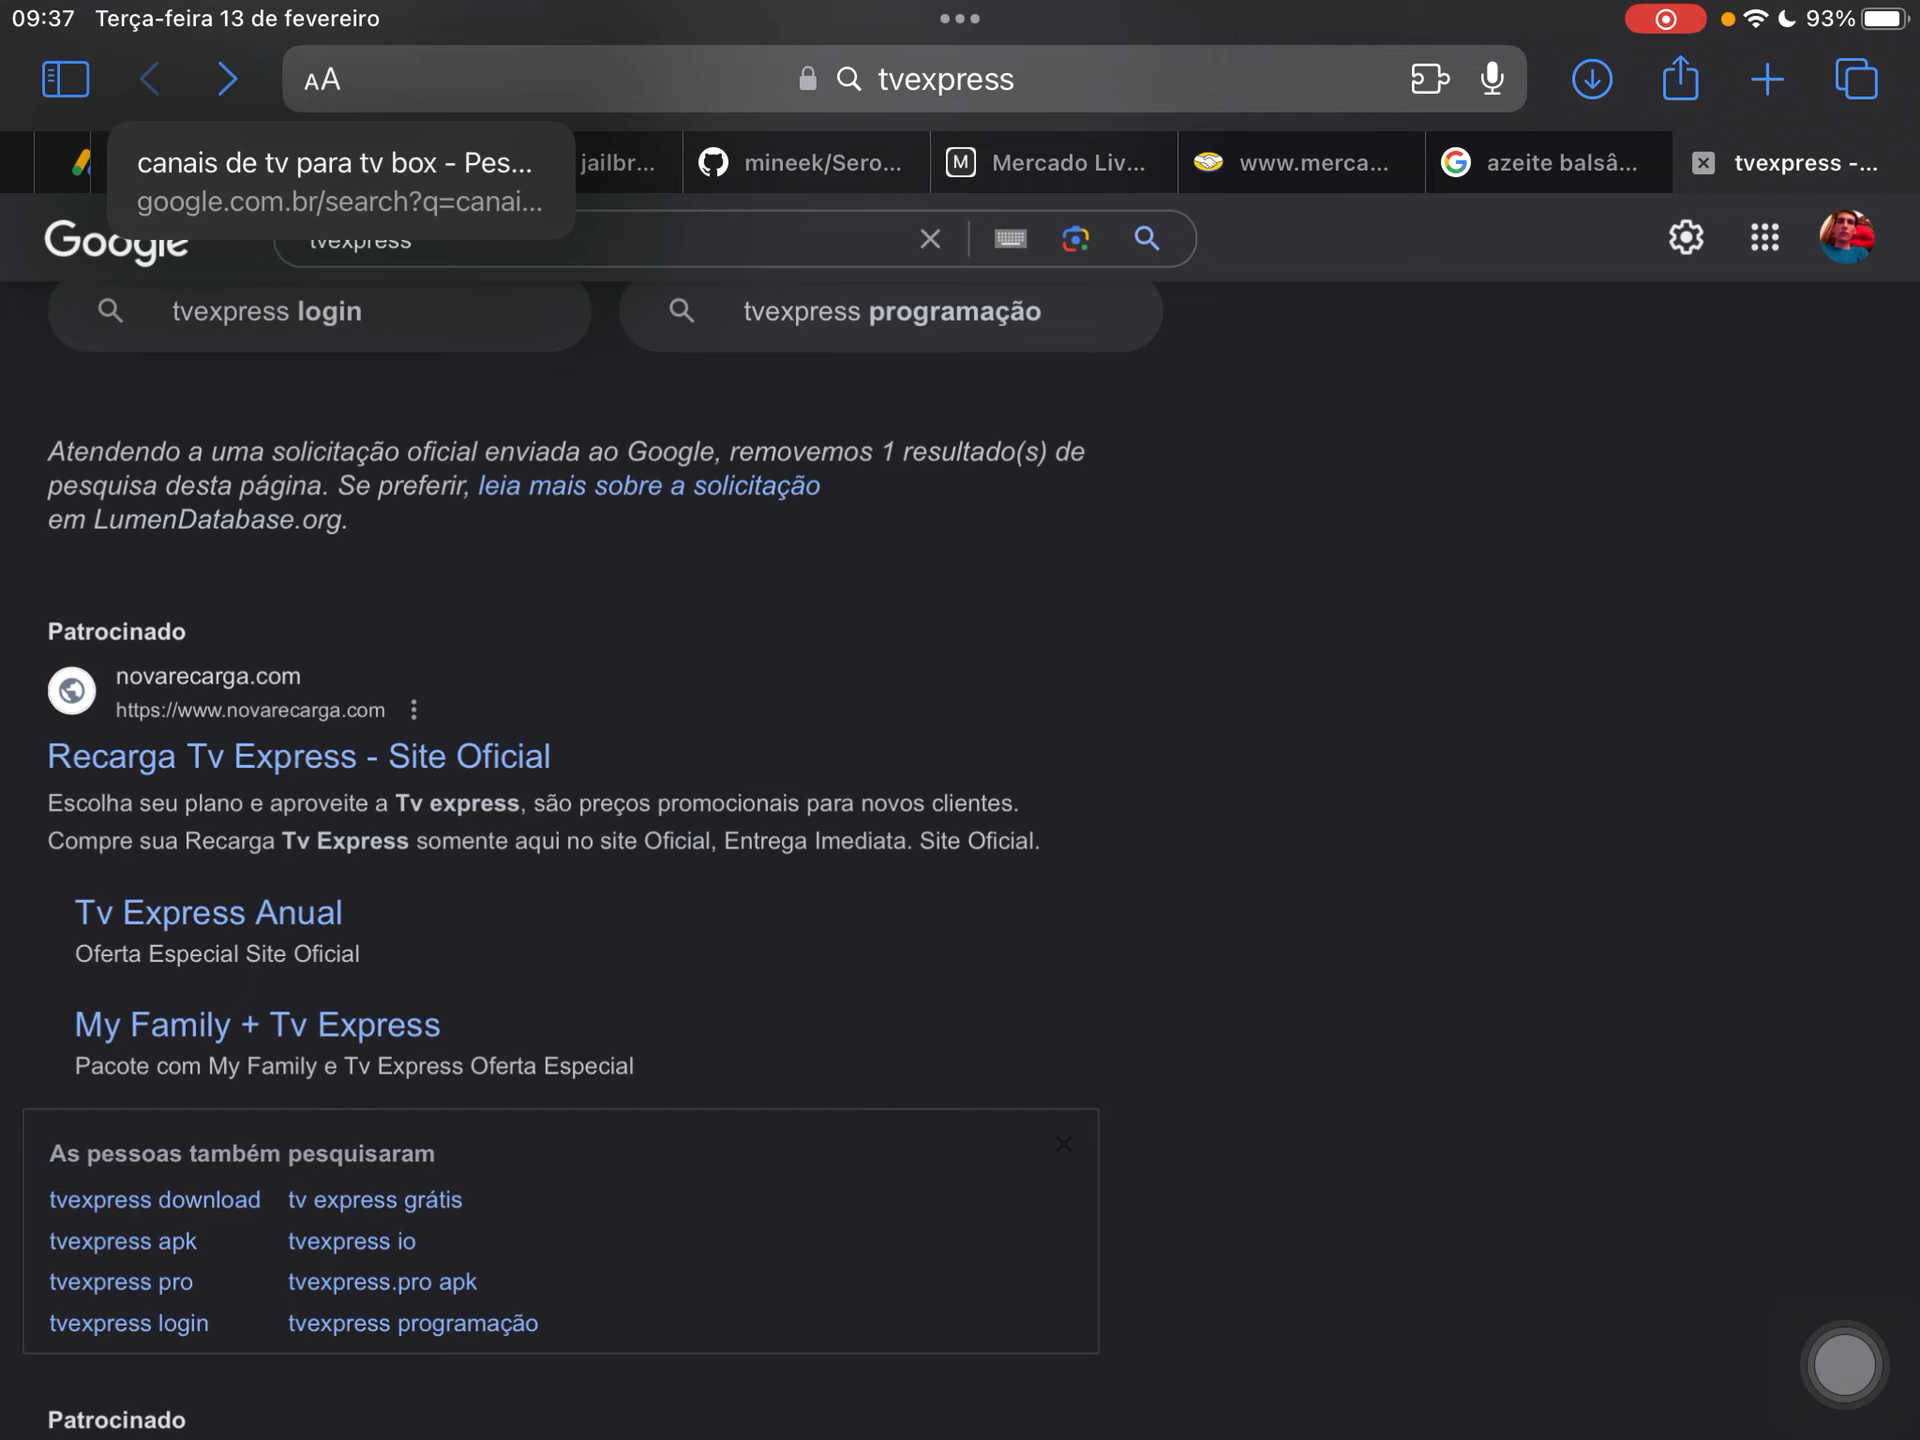 09:37 Terça-feira 13 de fevereiro
93%
AA
tvexpress
canais de tv para tv box - Pes...
google.com.br/search?q=canai...
jailbr...
mineek/Sero...
M Mercado Liv...
www.merca...
azeite balsâ...
tvexpress -...
Google
tvexpress
tvexpress login
tvexpress programação
Atendendo a uma solicitação oficial enviada ao Google, removemos 1 resultado(s) de
pesquisa desta página. Se preferir, leia mais sobre a solicitação
em LumenDatabase.org.
Patrocinado
novarecarga.com
https://www.novarecarga.com
Recarga Tv Express - Site Oficial
Escolha seu plano e aproveite a Tv express, são preços promocionais para novos clientes.
Compre sua Recarga Tv Express somente aqui no site Oficial, Entrega Imediata. Site Oficial.
Tv Express Anual
Oferta Especial Site Oficial
My Family + Tv Express
Pacote com My Family e Tv Express Oferta Especial
As pessoas também pesquisaram
tvexpress download tv express grátis
tvexpress apk tvexpress io
tvexpress pro tvexpress.pro apk
tvexpress login tvexpress programação
Patrocinado